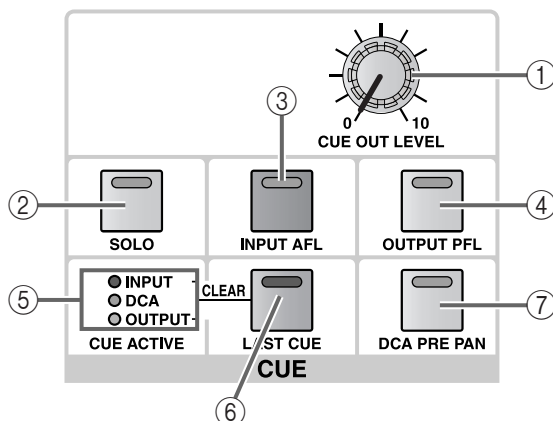 ①
0 10
CUE OUT LEVEL
② ③ ④
SOLO INPUT AFL OUTPUT PFL
⑤ INPUT
DCA
OUTPUT
CLEAR
⑦
CUE ACTIVE LAST CUE DCA PRE PAN
CUE
⑥